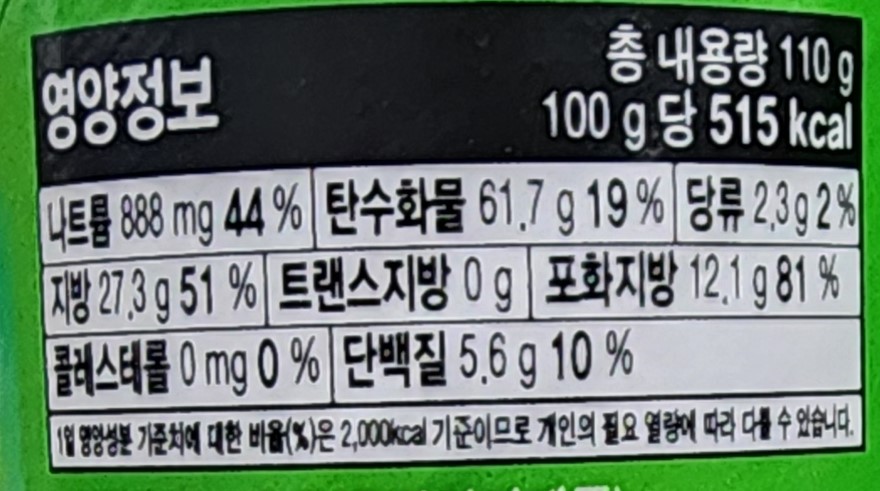 영양정보
총 내용량 110 g
100 g 당 515 kcal
나트륨 888 mg 44 % 탄수화물 61.7 g 19 % 당류 2.3 g 2 %
지방 27.3 g 51 % 트랜스지방 0 g 포화지방 12.1 g 81 %
콜레스테롤 0 mg 0 % 단백질 5.6 g 10 %
1일 영양성분 기준치에 대한 비율(%)은 2,000kcal 기준이므로 개인의 필요 열량에 따라 다를 수 있습니다.